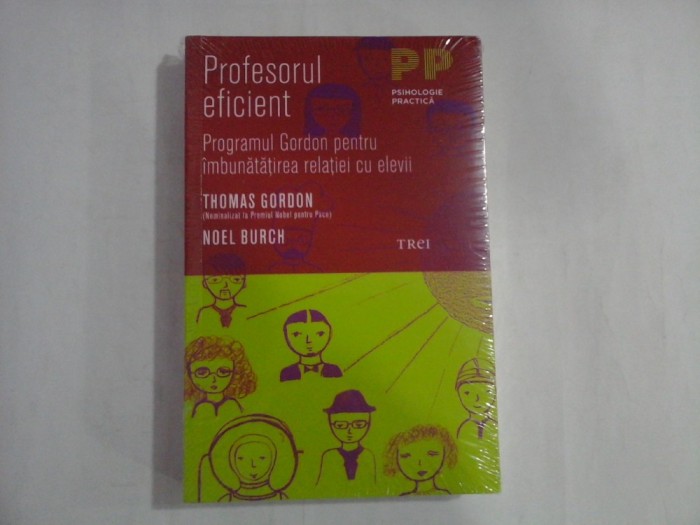 Profesorul
eficient
PP
PSIHOLOGIE
PRACTICĂ
Programul Gordon pentru
îmbunătățirea relației cu elevii
THOMAS GORDON
(Nominalizat la Premiul Nobel pentru Pace)
NOEL BURCH
TREI